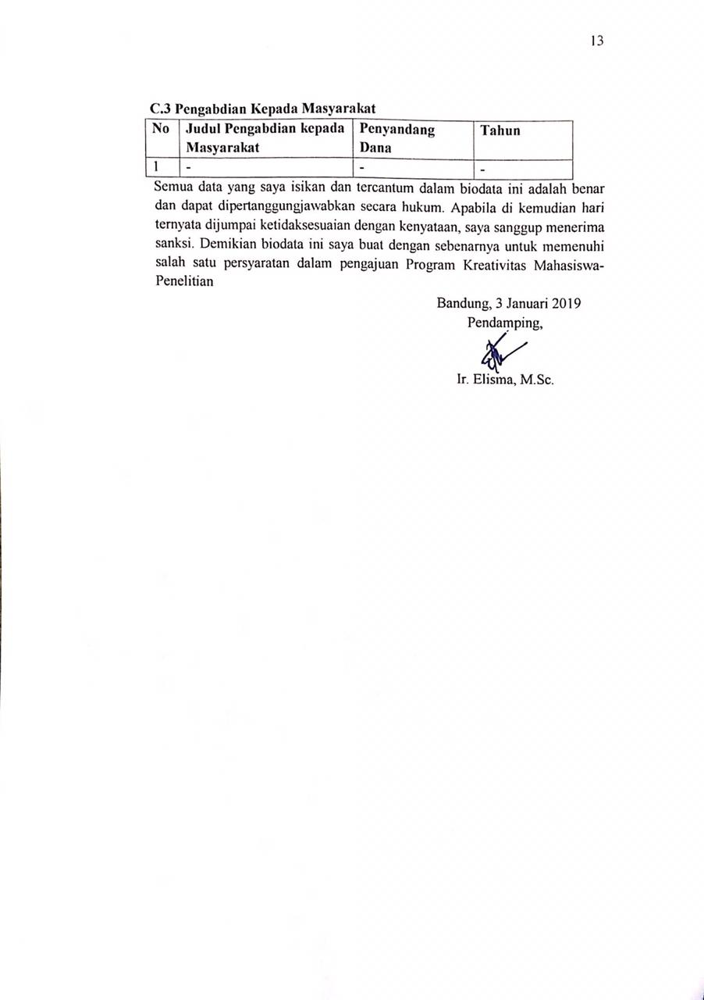 13
C.3 Pengabdian Kepada Masyarakat
No Judul Pengabdian kepada Penyandang Tahun
Masyarakat Dana
1 - - -
Semua data yang saya isikan dan tercantum dalam biodata ini adalah benar
dan dapat dipertanggungjawabkan secara hukum. Apabila di kemudian hari
ternyata dijumpai ketidaksesuaian dengan kenyataan, saya sanggup menerima
sanksi. Demikian biodata ini saya buat dengan sebenarnya untuk memenuhi
salah satu persyaratan dalam pengajuan Program Kreativitas Mahasiswa-
Penelitian
Bandung, 3 Januari 2019
Pendamping,
Ir. Elisma, M.Sc.